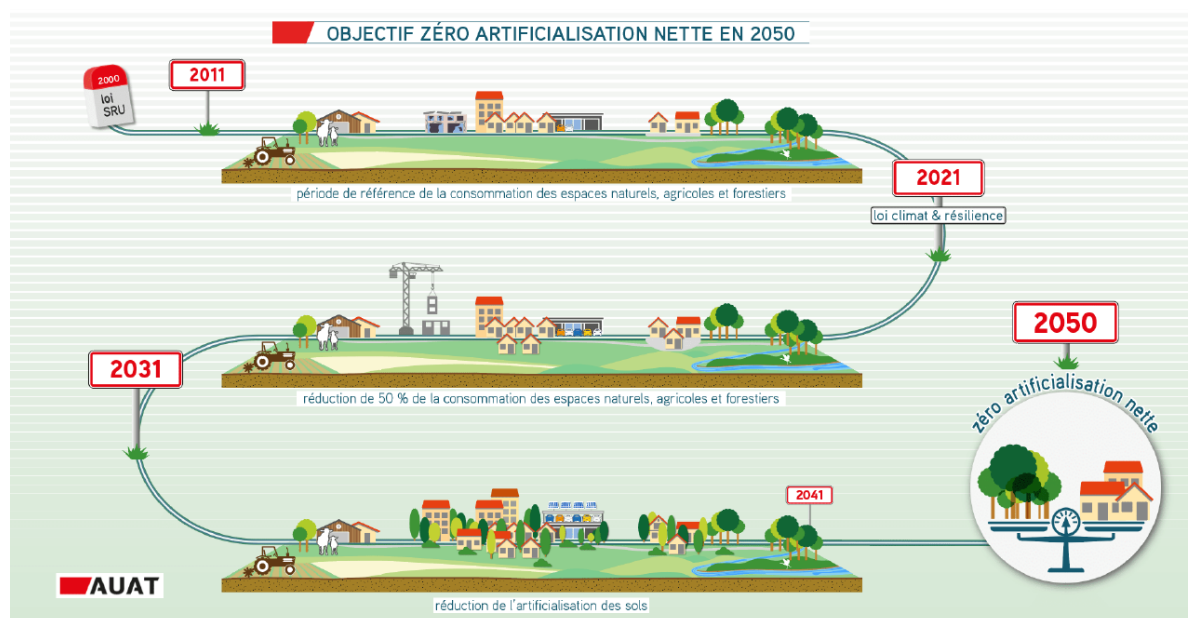 OBJECTIF ZÉRO ARTIFICIALISATION NETTE EN 2050
2000
loi
SRU
2011
période de référence de la consommation des espaces naturels, agricoles et forestiers
2021
loi climat & résilience
réduction de 50 % de la consommation des espaces naturels, agricoles et forestiers
2031
2041
réduction de l'artificialisation des sols
2050
zéro artificialisation nette
AUAT